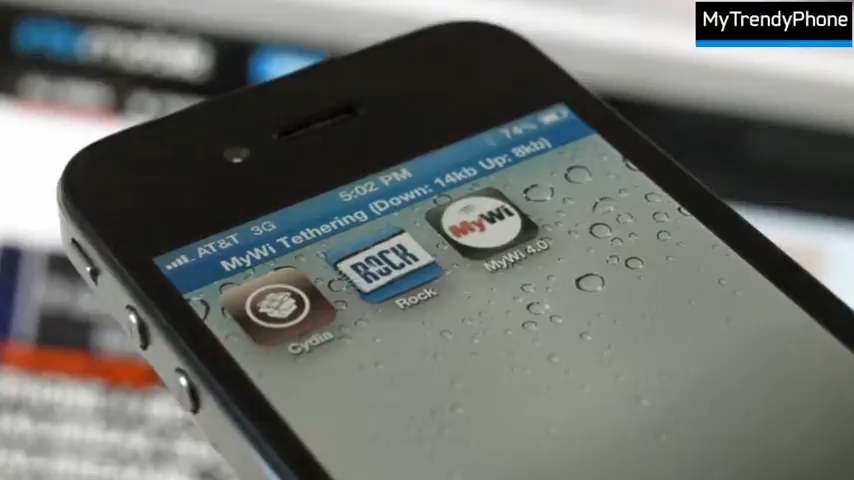 MyTrendyPhone
74%
5:02 PM
AT&T 3G
MyWi Tethering (Down: 14kb Up: 8kb)
MyWi
MyWi 4.0
ROCK
Rock
Cydia